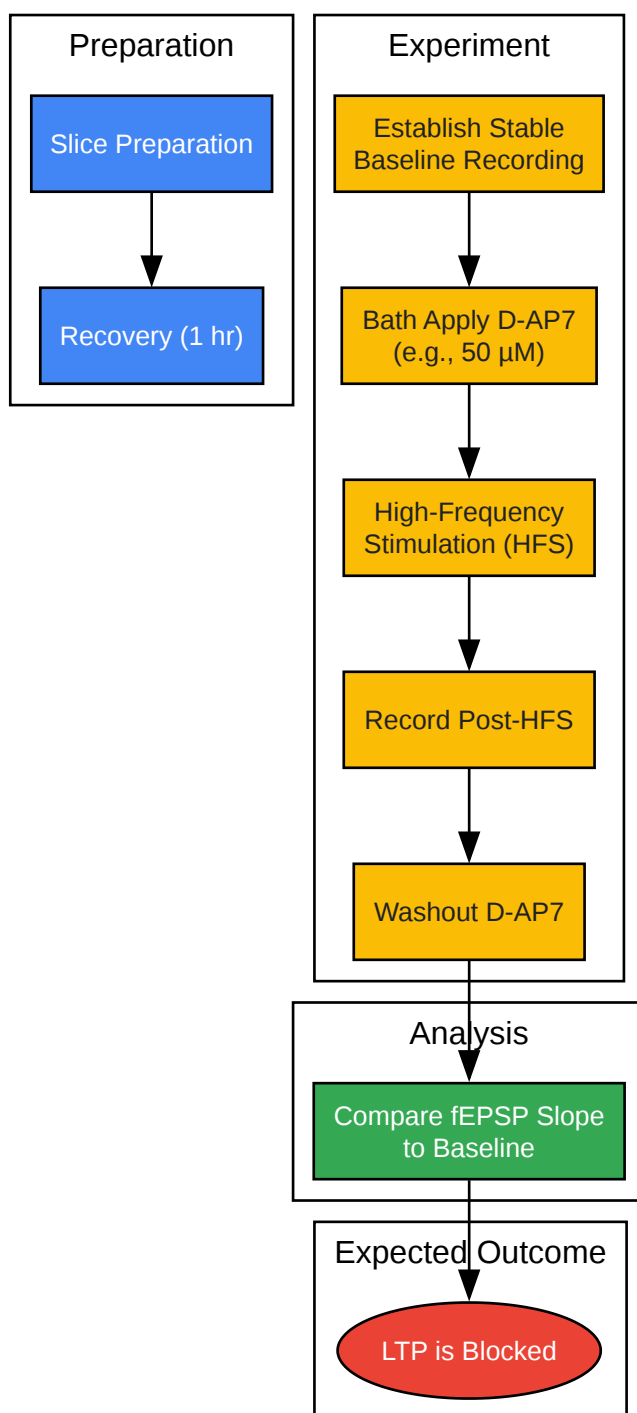 Preparation
Slice Preparation
Recovery (1 hr)
Experiment
Establish Stable
Baseline Recording
Bath Apply D-AP7
(e.g., 50 µM)
High-Frequency
Stimulation (HFS)
Record Post-HFS
Washout D-AP7
Analysis
Compare fEPSP Slope
to Baseline
Expected Outcome
LTP is Blocked